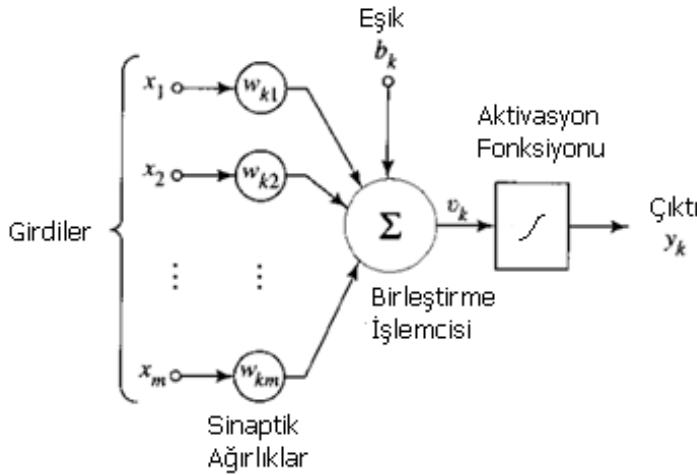 Eşik
b_k
x_1
w_k1
Aktivasyon
Fonksiyonu
x_2
w_k2
Girdiler
Σ
v_k
Çıktı
y_k
⋮ ⋮
Birleştirme
İşlemcisi
x_m
w_km
Sinaptik
Ağırlıklar